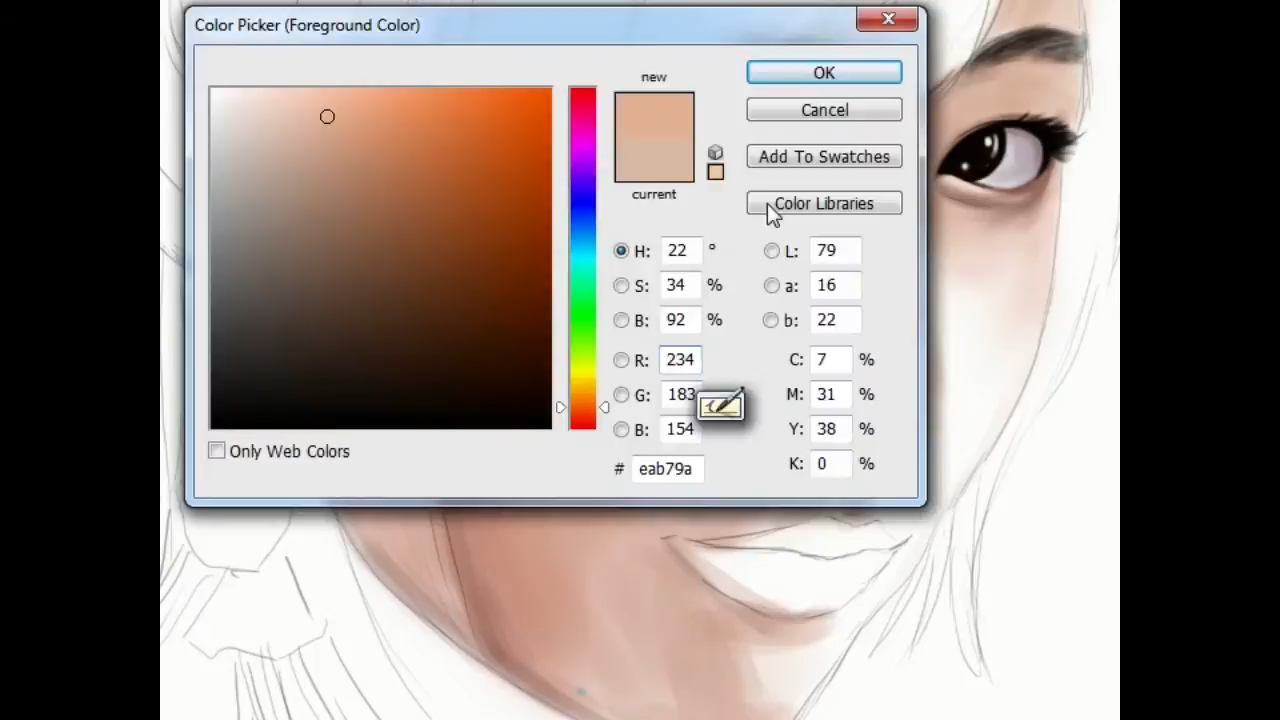 Color Picker (Foreground Color)
new
OK
Cancel
Add To Swatches
current
Color Libraries
H: 22 °
L: 79
S: 34 %
a: 16
B: 92 %
b: 22
R: 234
C: 7 %
G: 183
M: 31 %
B: 154
Y: 38 %
Only Web Colors
# eab79a
K: 0 %